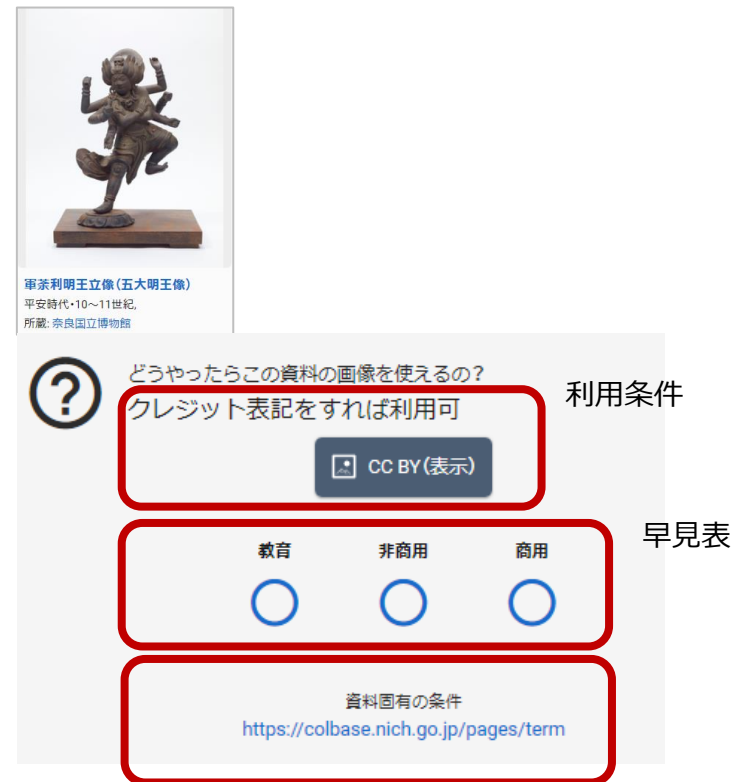 軍荼利明王立像(五大明王像)
平安時代・10～11世紀,
所蔵: 奈良国立博物館
どうやったらこの資料の画像を使えるの?
クレジット表記をすれば利用可
利用条件
CC BY(表示)
早見表
教育 非商用 商用
資料固有の条件
https://colbase.nich.go.jp/pages/term